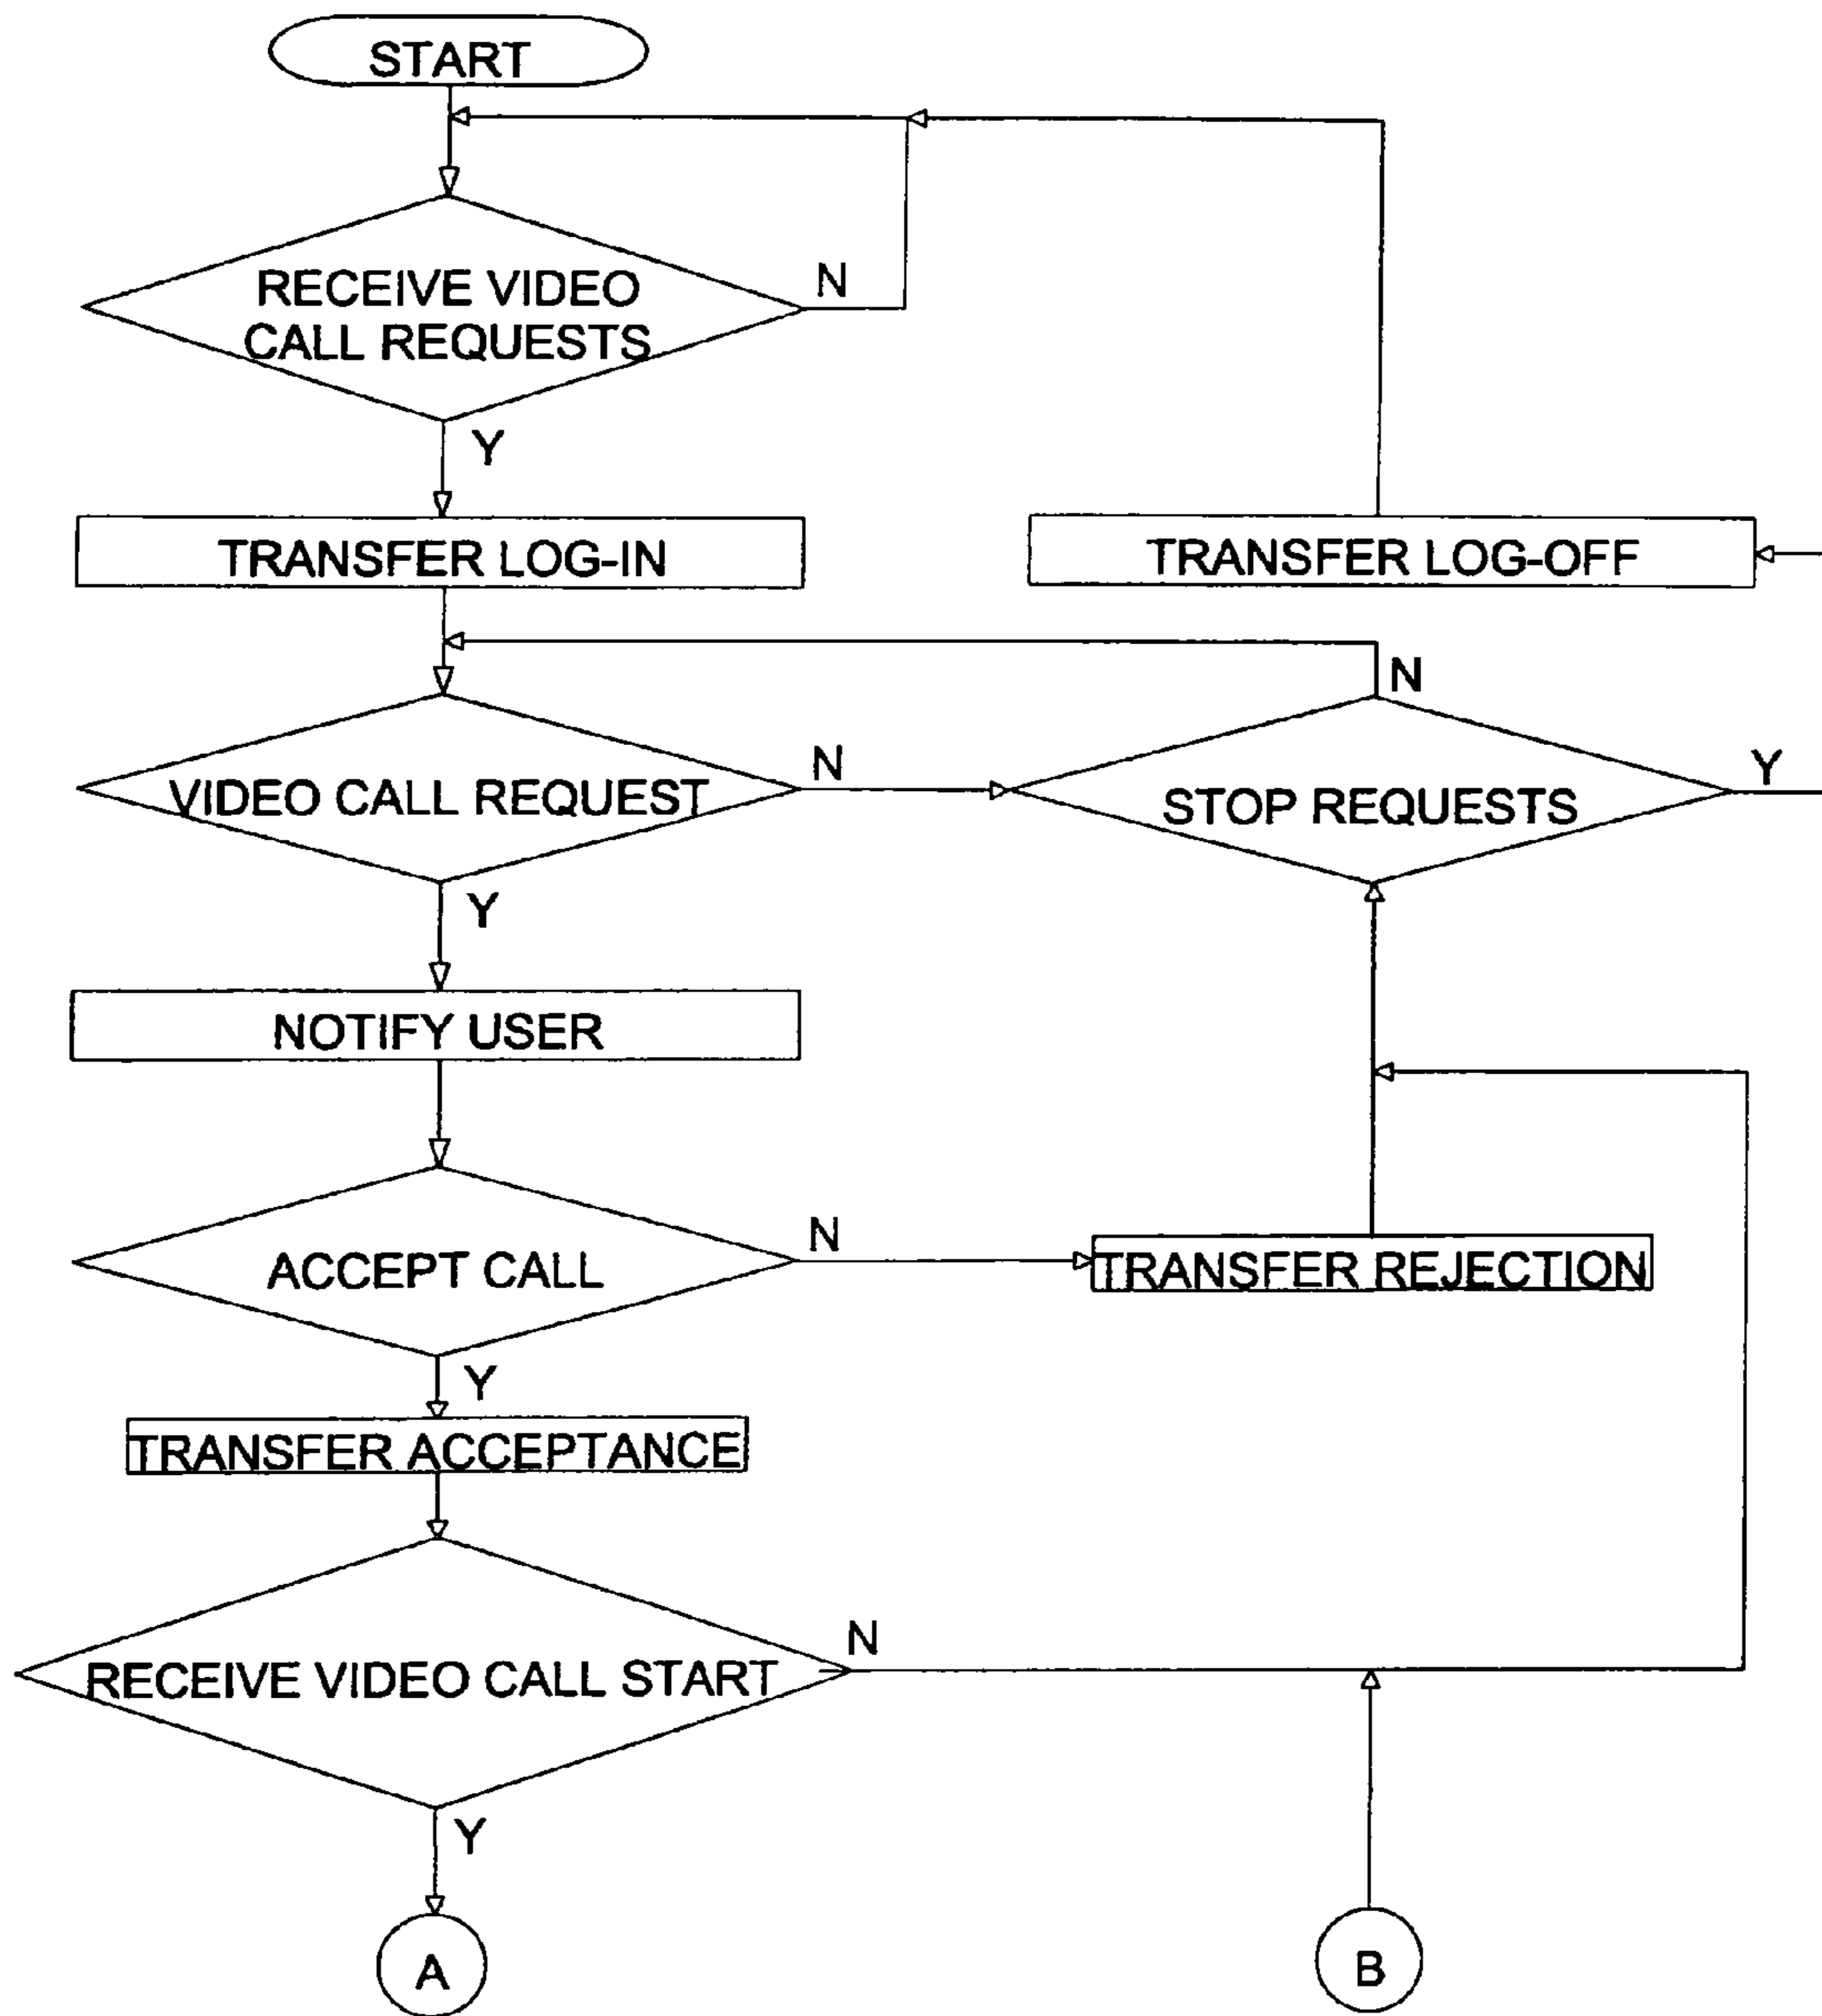 START
RECEIVE VIDEO
CALL REQUESTS
N
Y
TRANSFER LOG-IN
TRANSFER LOG-OFF
VIDEO CALL REQUEST
N
Y
STOP REQUESTS
N
Y
NOTIFY USER
ACCEPT CALL
N
TRANSFER REJECTION
Y
TRANSFER ACCEPTANCE
RECEIVE VIDEO CALL START
N
Y
A
B